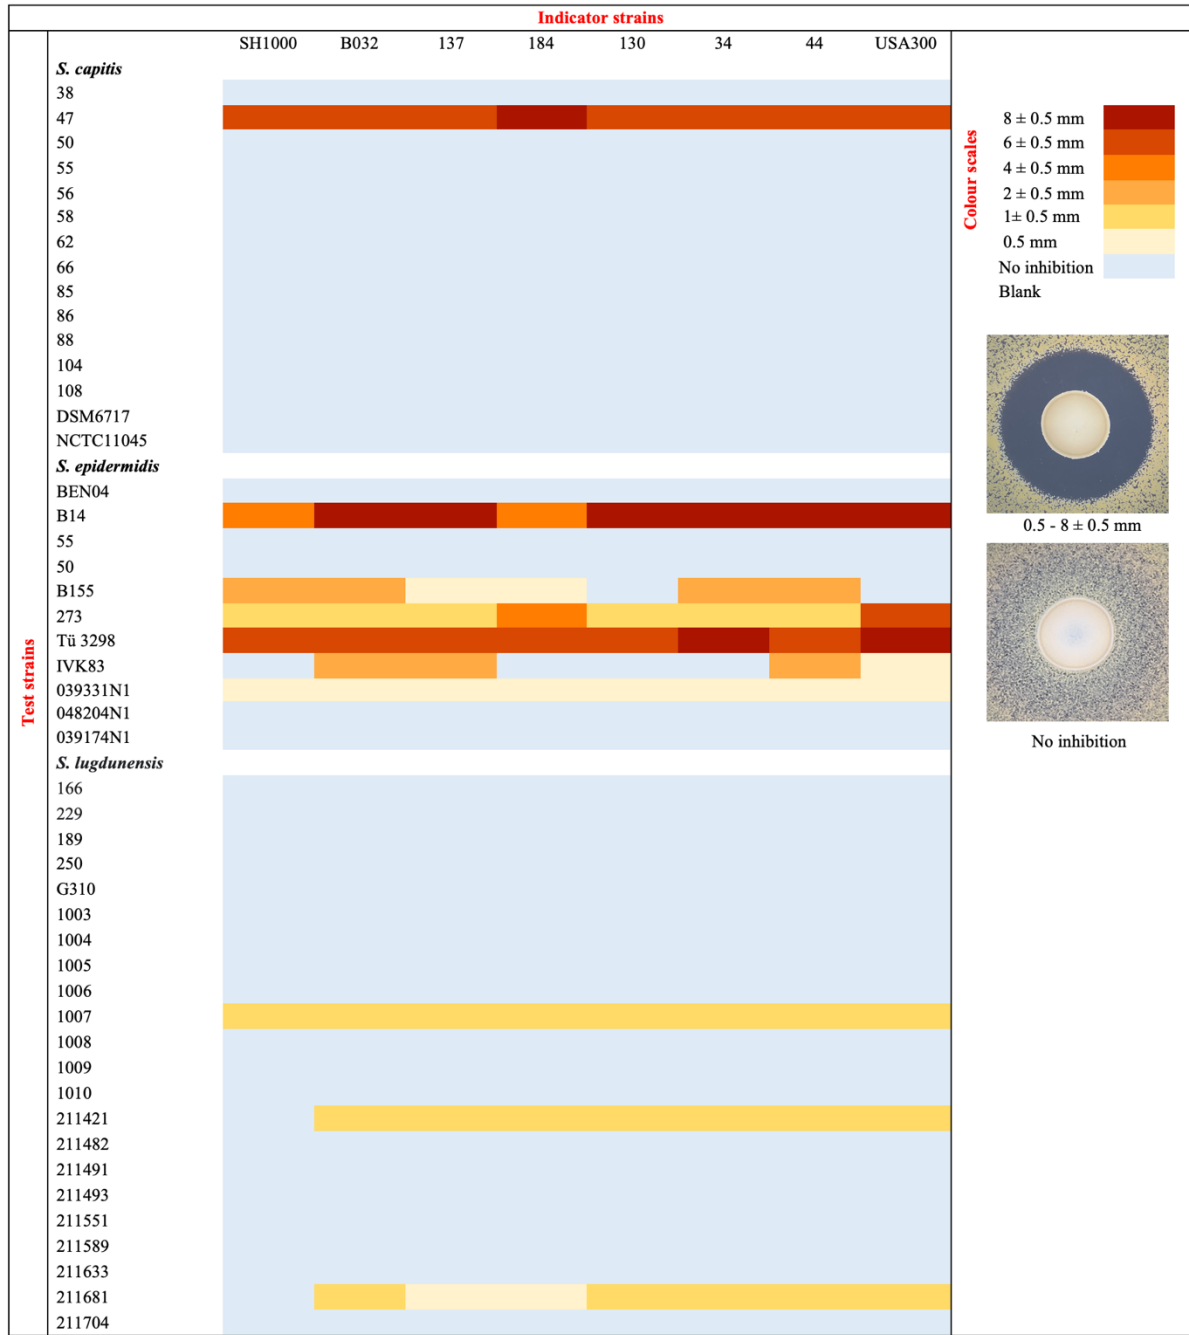 Indicator strains
SH1000 B032 137 184 130 34 44 USA300
Test strains
S. capitis
38
47
50
55
56
58
62
66
85
86
88
104
108
DSM6717
NCTC11045
S. epidermidis
BEN04
B14
55
50
B155
273
Tü 3298
IVK83
039331N1
048204N1
039174N1
S. lugdunensis
166
229
189
250
G310
1003
1004
1005
1006
1007
1008
1009
1010
211421
211482
211491
211493
211551
211589
211633
211681
211704
Colour scales
8 ± 0.5 mm
6 ± 0.5 mm
4 ± 0.5 mm
2 ± 0.5 mm
1± 0.5 mm
0.5 mm
No inhibition
Blank
0.5 - 8 ± 0.5 mm
No inhibition